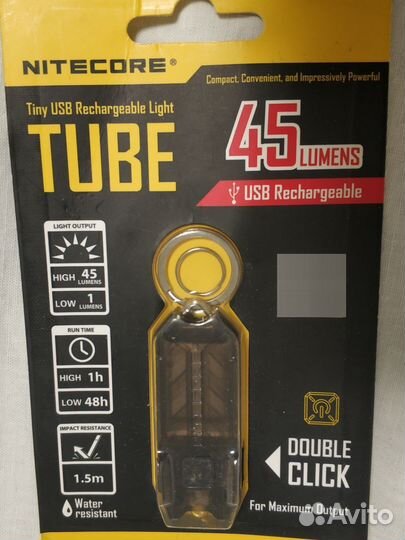 NITECORE®
Compact, Convenient, and Impressively Powerful
Tiny USB Rechargeable Light
TUBE
45 LUMENS
USB Rechargeable
LIGHT OUTPUT
HIGH 45 LUMENS
LOW 1 LUMENS
RUN TIME
HIGH 1h
LOW 48h
IMPACT RESISTANCE
1.5m
Water resistant
DOUBLE
CLICK
For Maximum Output
Avito